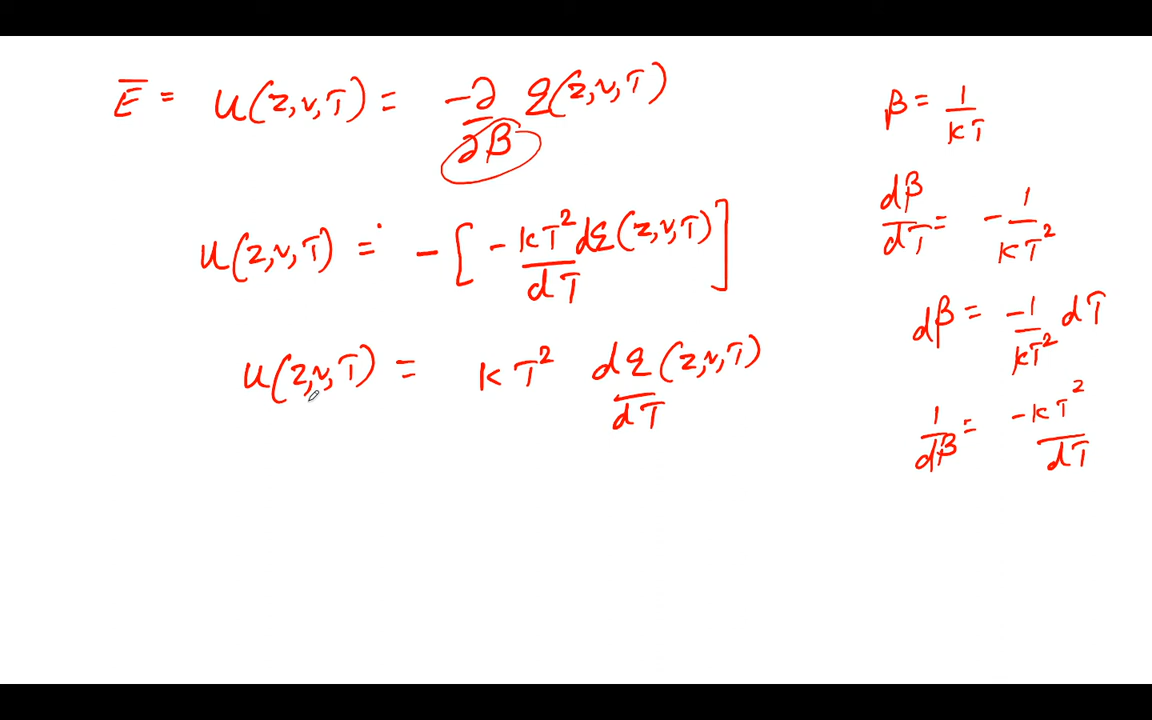 E̅ = U(z,v,T) = -∂/∂β q(z,v,T)
U(z,v,T) = - [ - kT²/dT dq(z,v,T) ]
U(z,v,T) = kT² dq/dT (z,v,T)
β = 1/kT
dβ/dT = - 1/kT²
dβ = -1/kT² dT
1/dβ = -kT²/dT